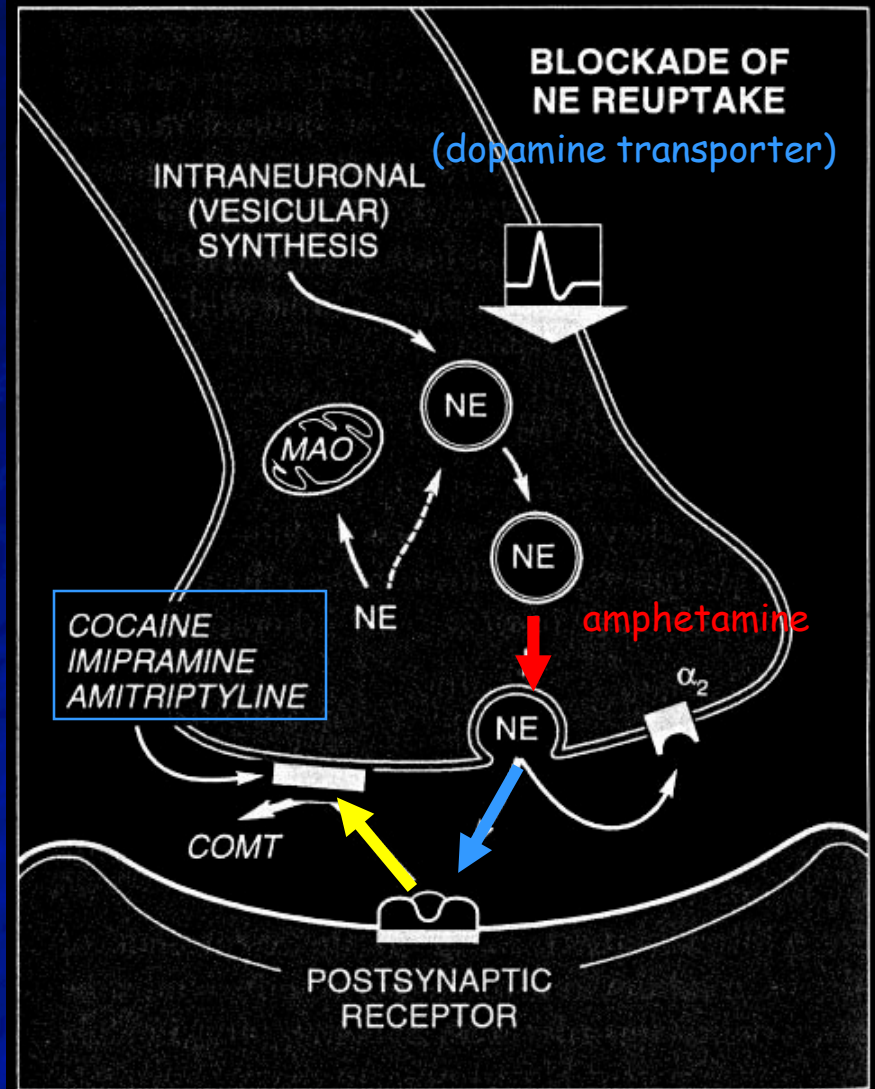 BLOCKADE OF
NE REUPTAKE
(dopamine transporter)
INTRANEURONAL
(VESICULAR)
SYNTHESIS
NE
MAO
NE
NE
amphetamine
COCAINE
IMIPRAMINE
AMITRIPTYLINE
α₂
NE
COMT
POSTSYNAPTIC
RECEPTOR